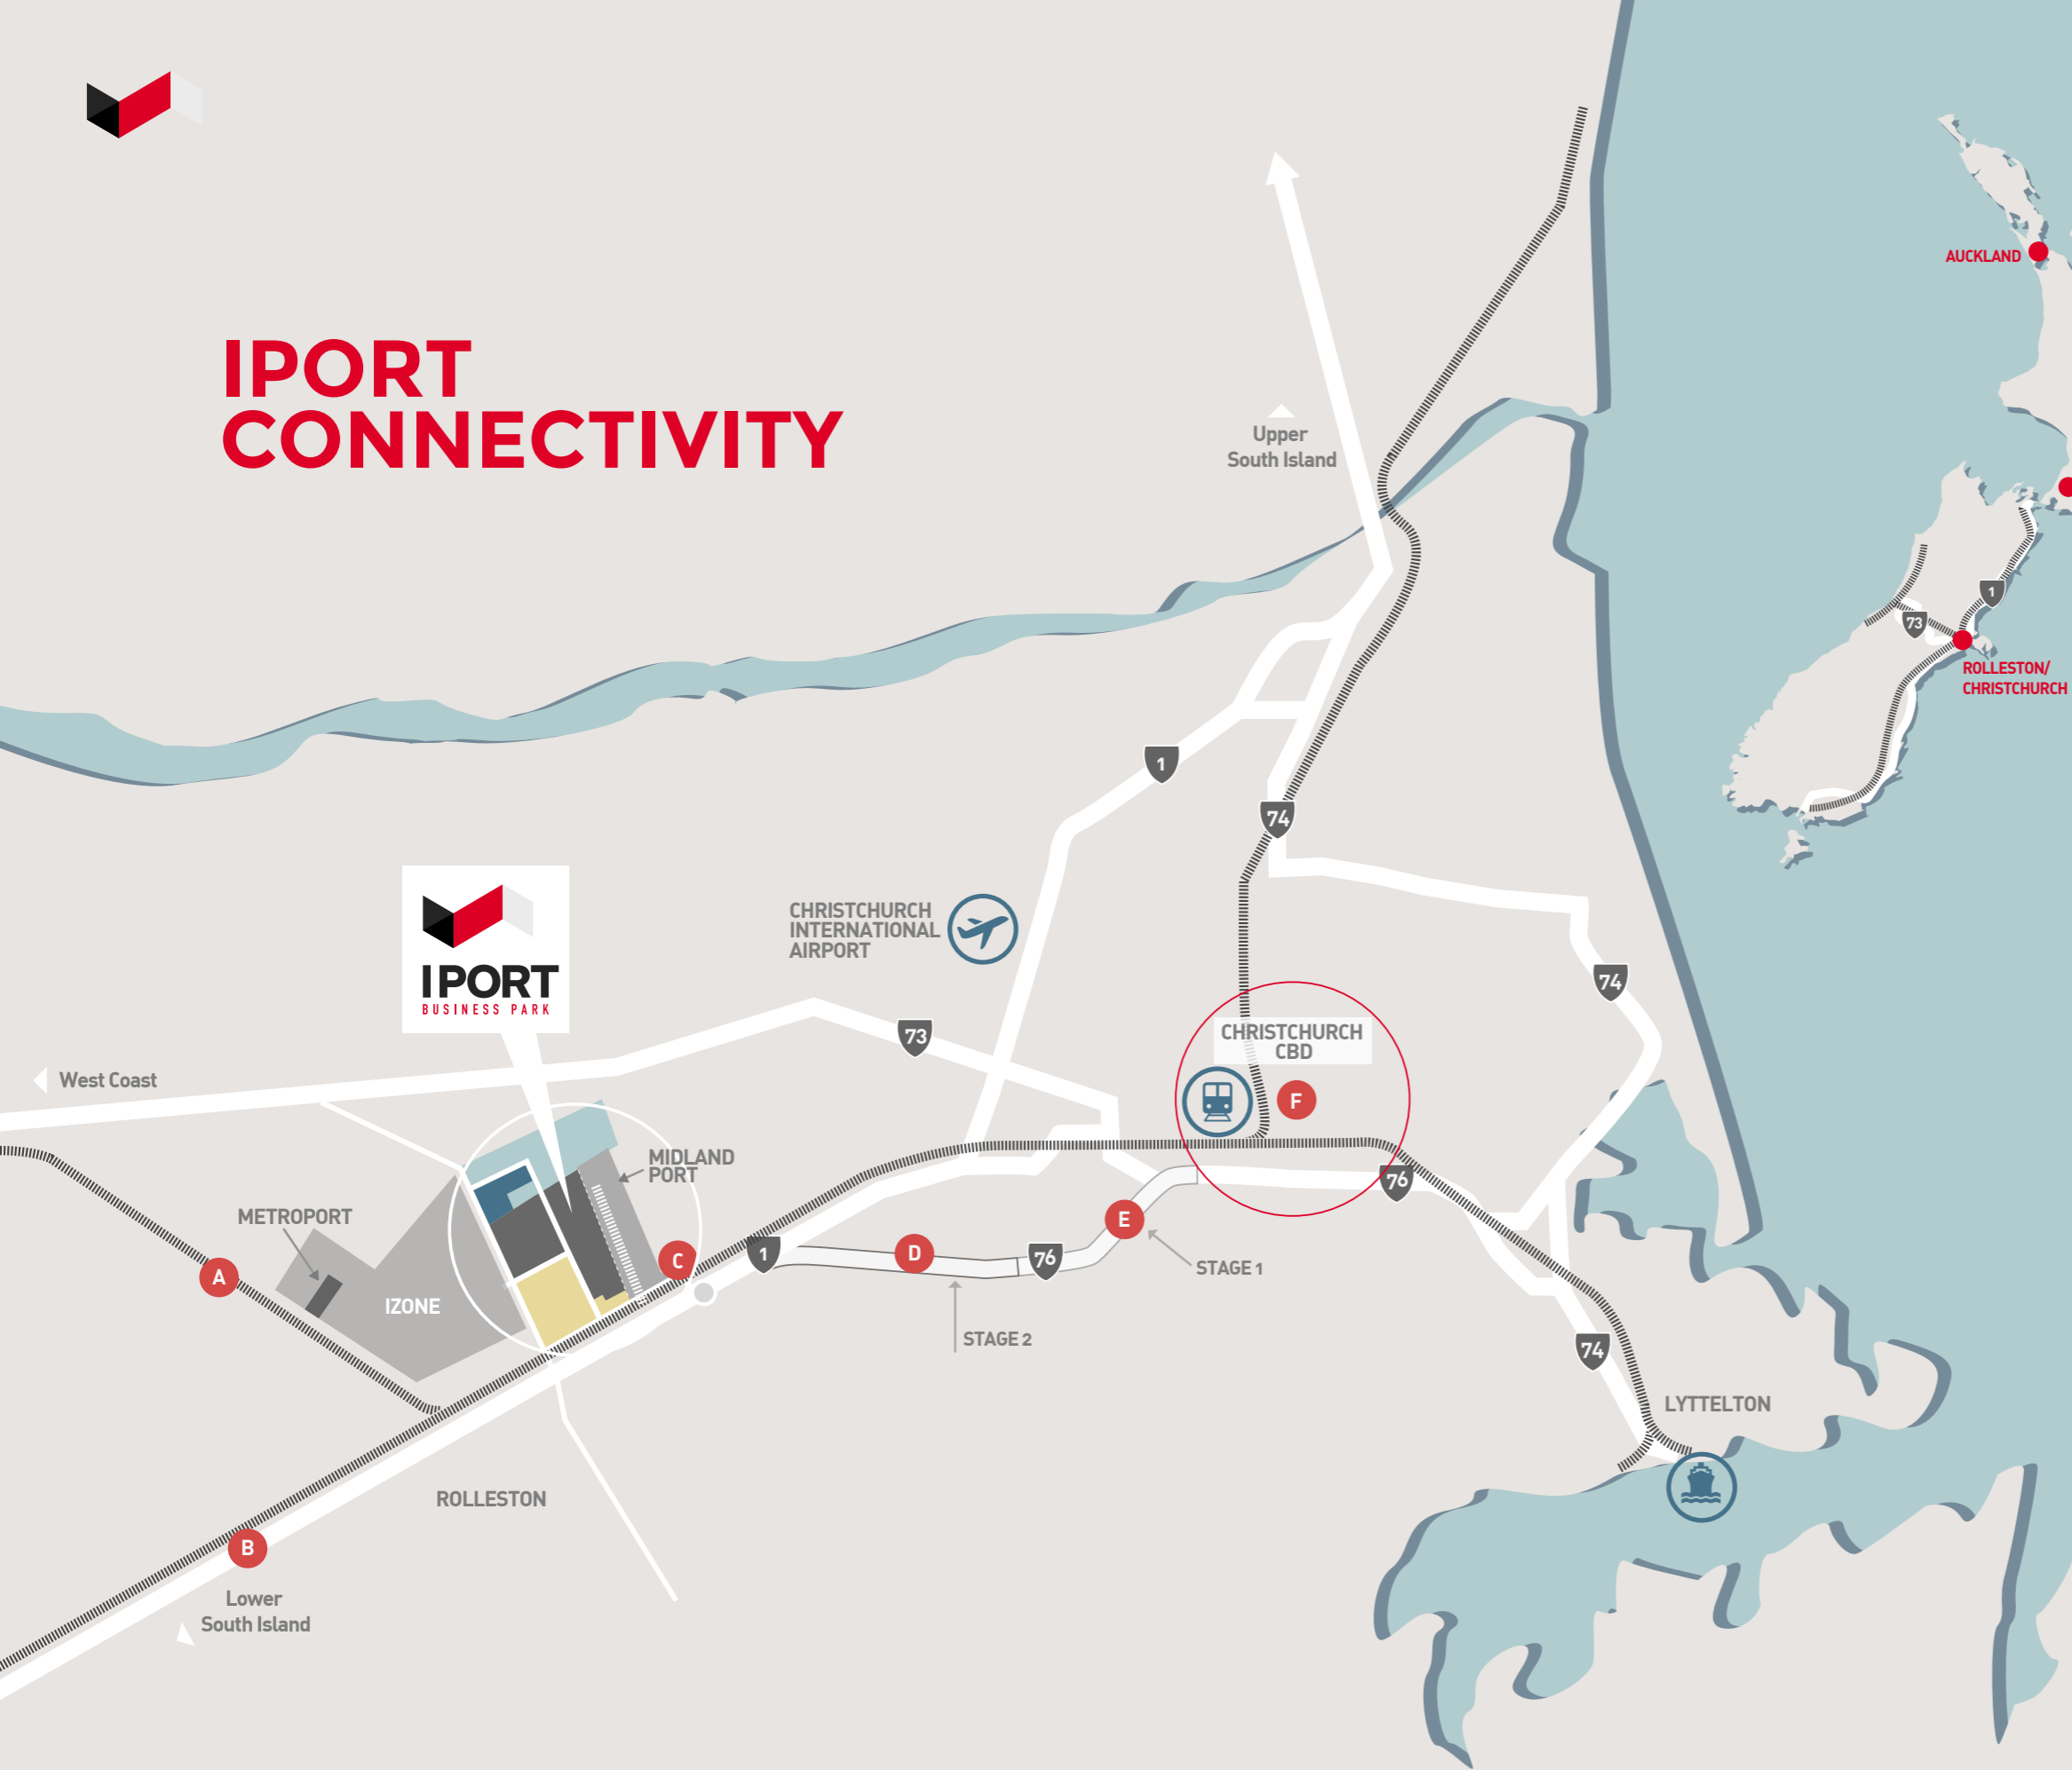 IPORT
CONNECTIVITY
AUCKLAND
Upper
South Island
1
73
ROLLESTON/
CHRISTCHURCH
1
74
CHRISTCHURCH
INTERNATIONAL
AIRPORT
IPORT
BUSINESS PARK
74
73
CHRISTCHURCH
CBD
West Coast
F
MIDLAND
PORT
76
METROPORT
E
1
D
76
C
STAGE 1
A
IZONE
STAGE 2
74
LYTTELTON
ROLLESTON
B
Lower
South Island